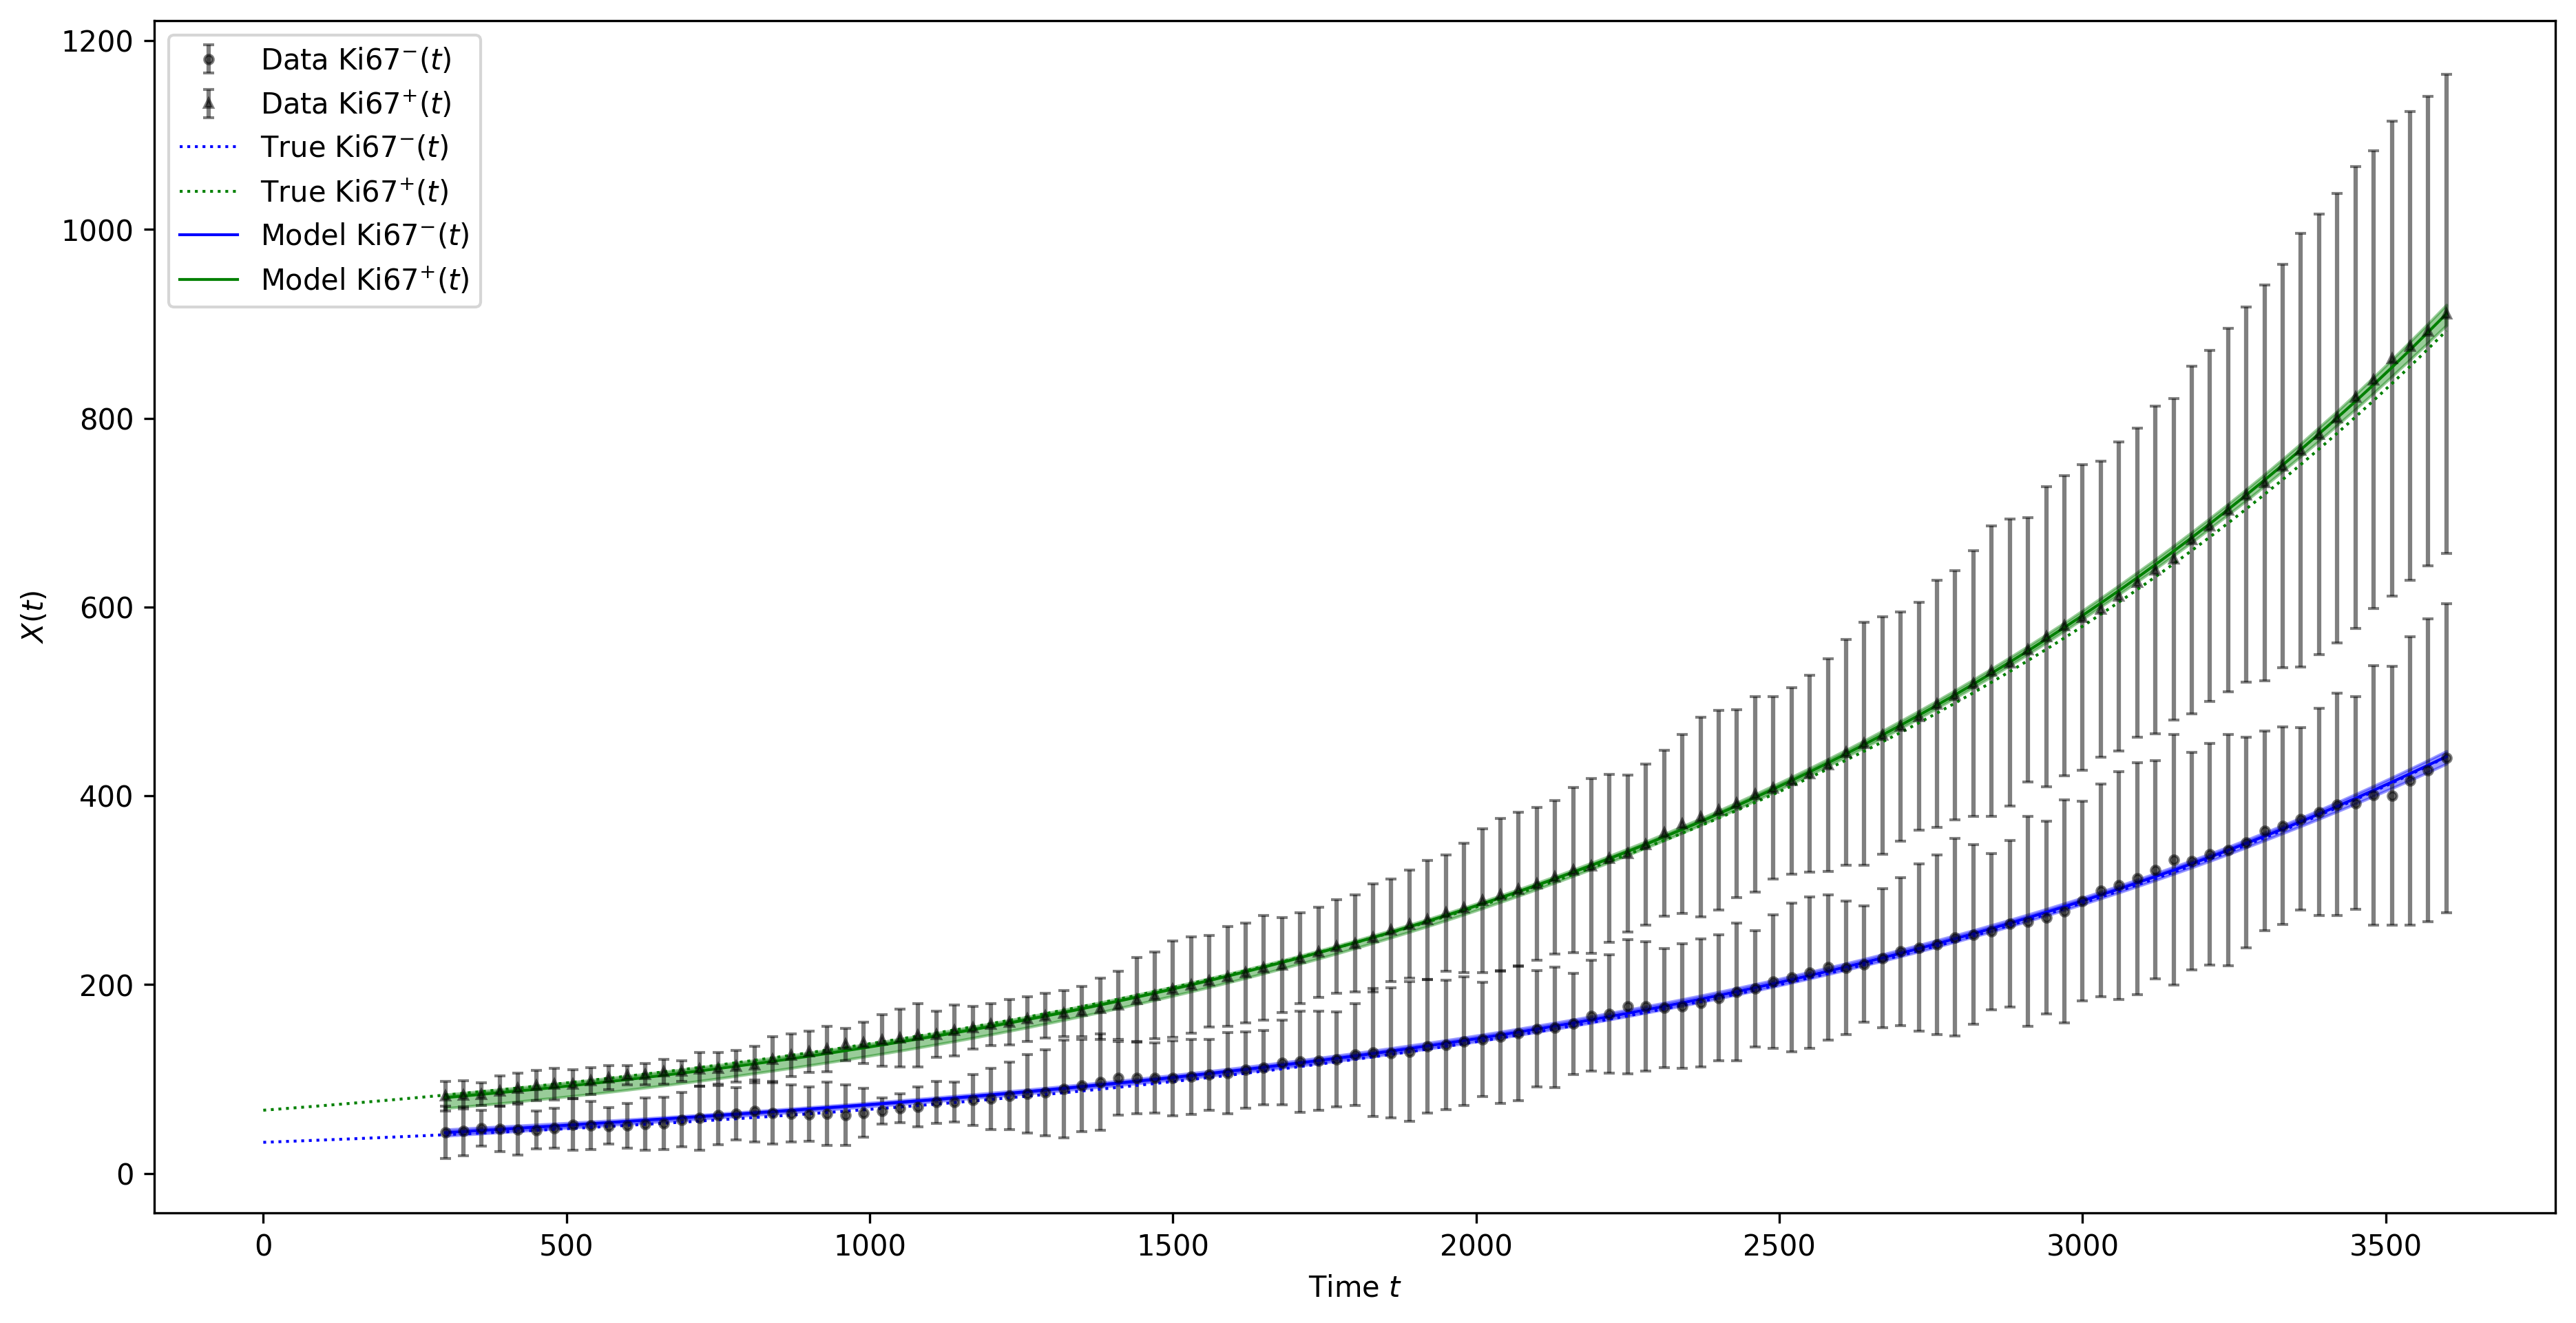 Data Ki67⁻(t)
Data Ki67⁺(t)
True Ki67⁻(t)
True Ki67⁺(t)
Model Ki67⁻(t)
Model Ki67⁺(t)
1200
1000
800
600
400
200
0
X(t)
0 500 1000 1500 2000 2500 3000 3500
Time t